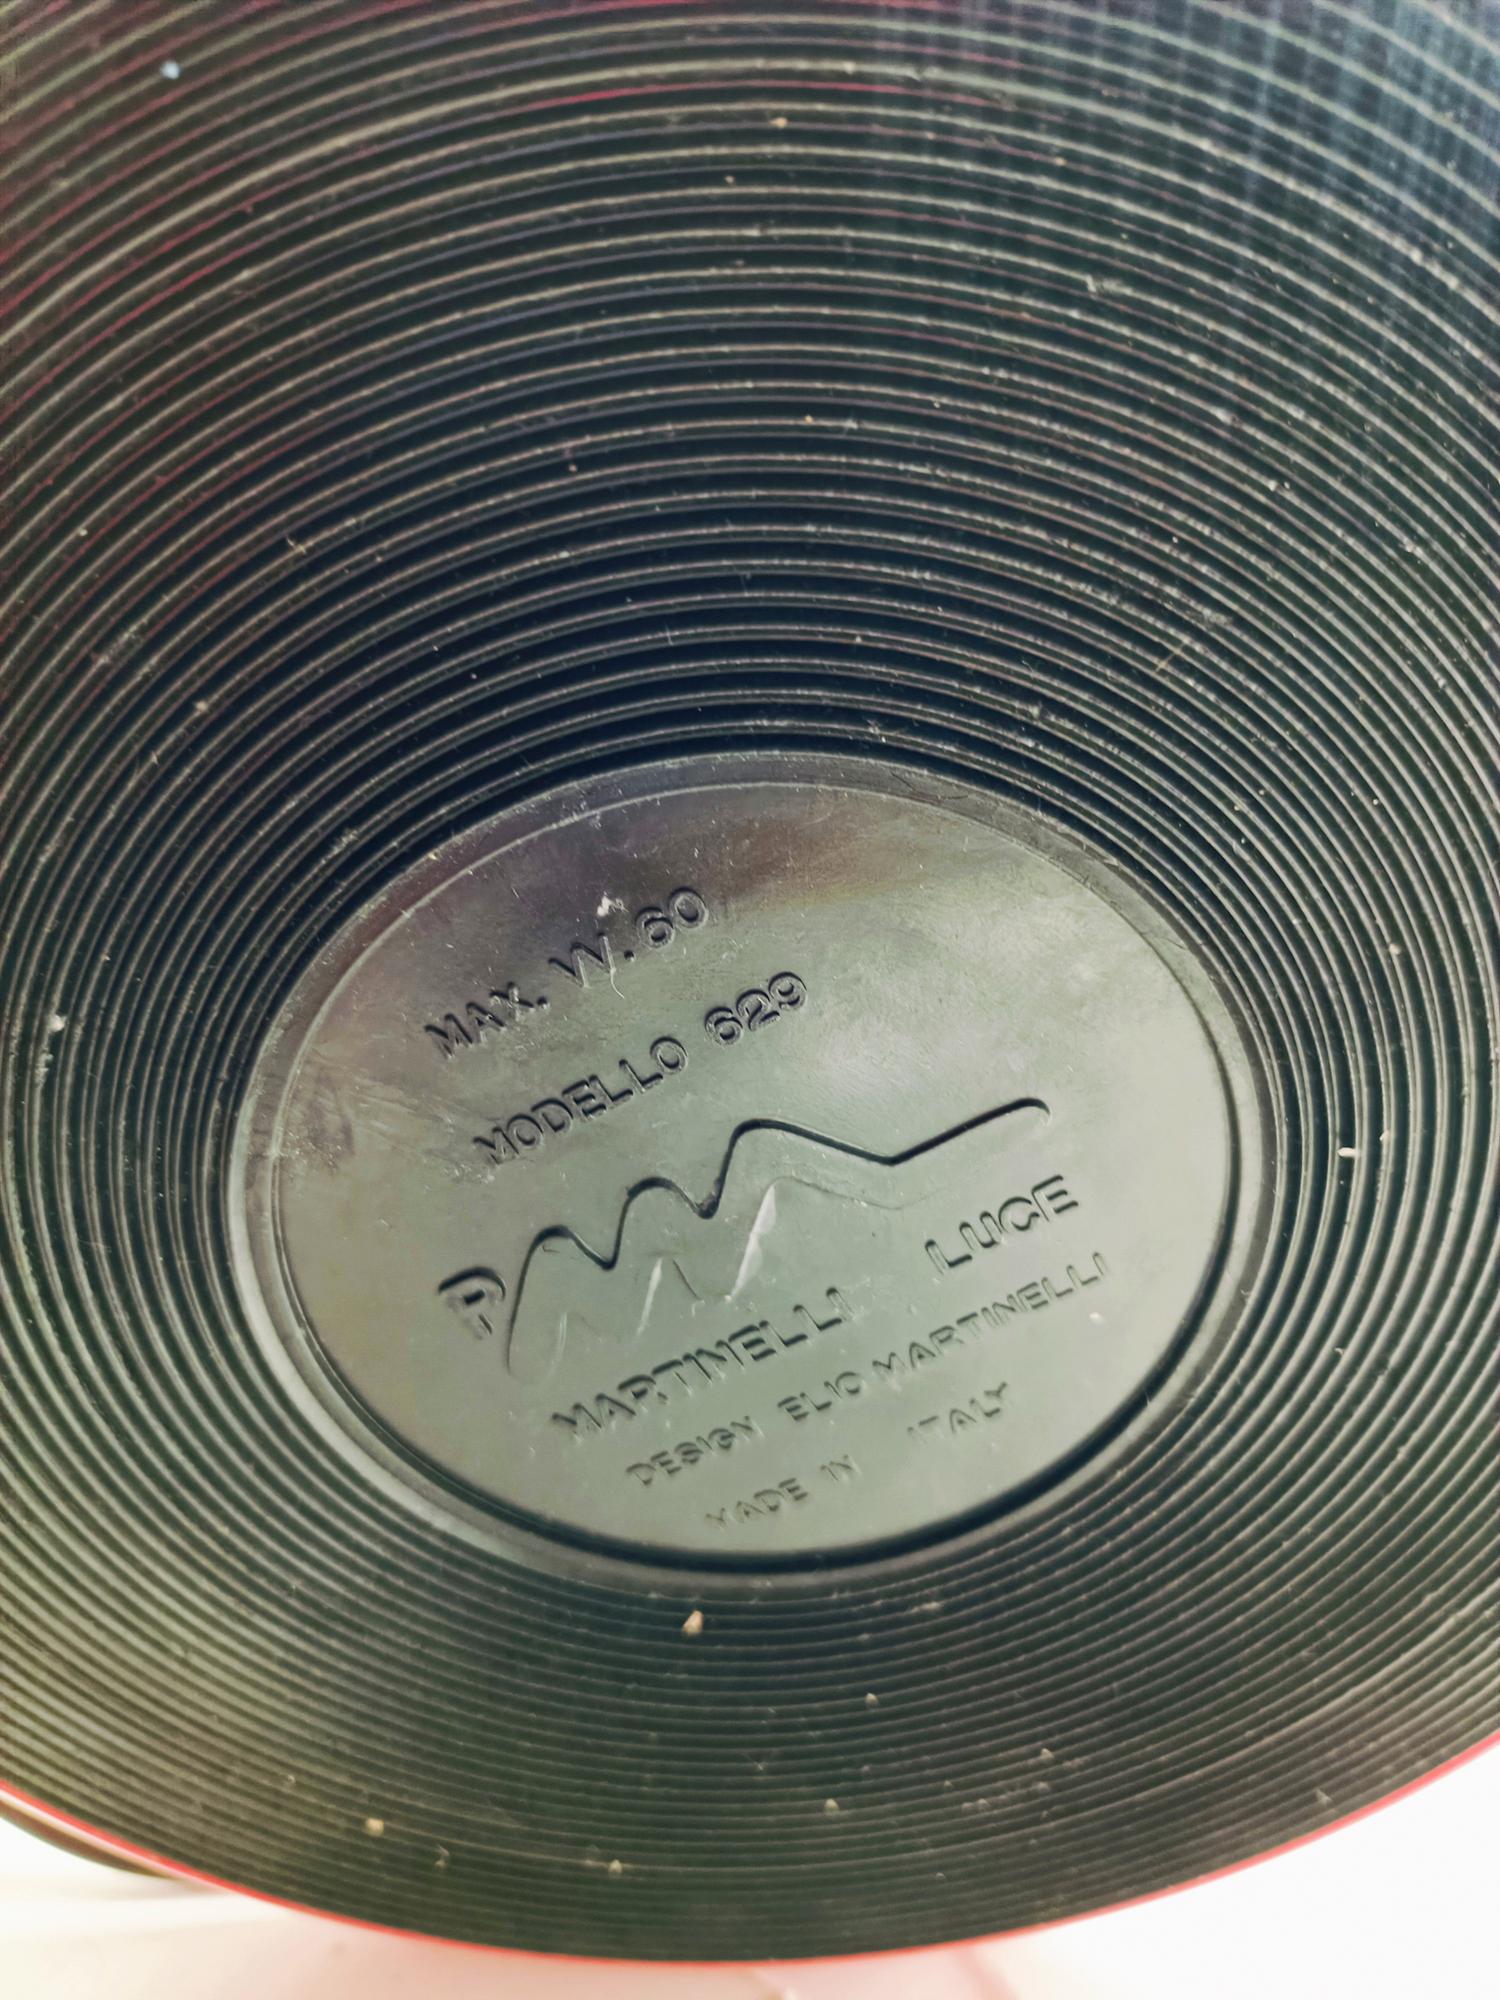 MAX. W. 60
MODELLO 629
R
MARTINELLI LUCE
DESIGN ELIO MARTINELLI
MADE IN ITALY